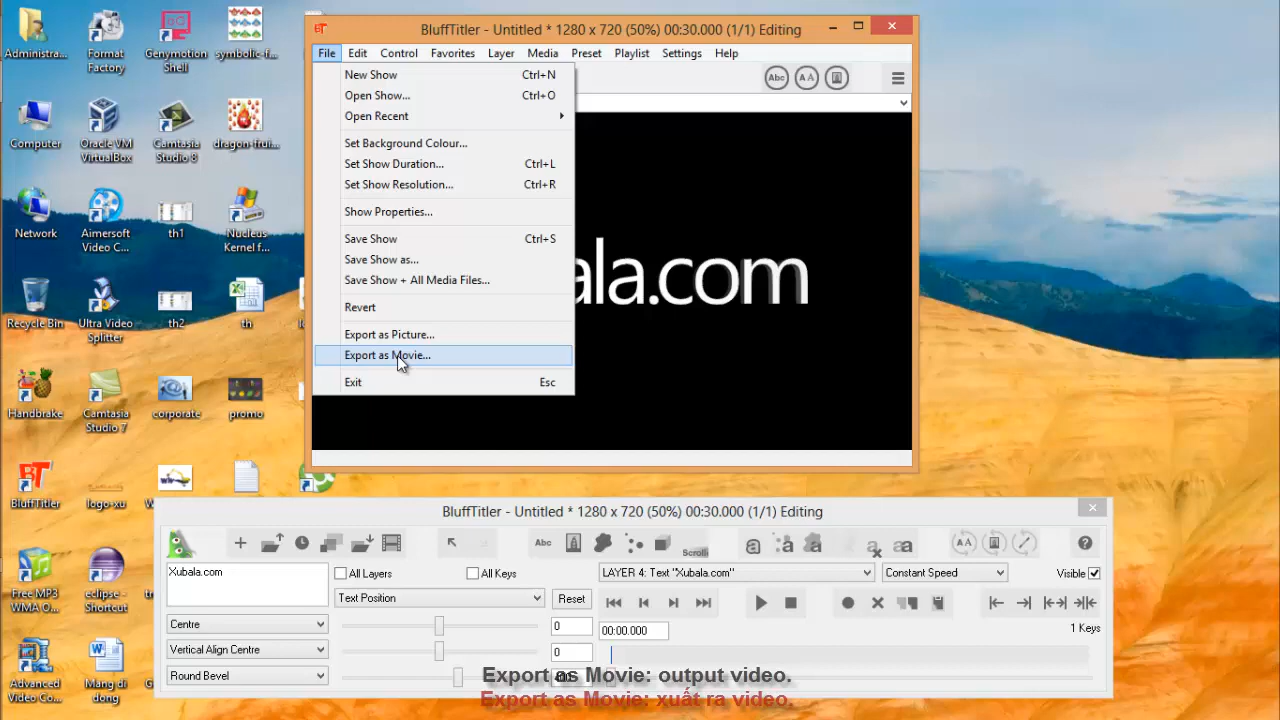 Administra...
Format
Factory
Genymotion
Shell
symbolic-f...
Computer
Oracle VM
VirtualBox
Camtasia
Studio 8
dragon-frui...
Network
Aimersoft
Video C...
th1
Nucleus
Kernel f...
Recycle Bin
Ultra Video
Splitter
th2
th
Handbrake
Camtasia
Studio 7
corporate
promo
BluffTitler
logo-xu
Free MP3
WMA O...
eclipse -
Shortcut
Advanced
Video Co...
Mang di
dong
BT
BluffTitler - Untitled * 1280 x 720 (50%) 00:30.000 (1/1) Editing
File Edit Control Favorites Layer Media Preset Playlist Settings Help
New Show Ctrl+N
Open Show... Ctrl+O
Open Recent
Set Background Colour...
Set Show Duration... Ctrl+L
Set Show Resolution... Ctrl+R
Show Properties...
Save Show Ctrl+S
Save Show as...
Save Show + All Media Files...
Revert
Export as Picture...
Export as Movie...
Exit Esc
Abc AA
ala.com
BluffTitler - Untitled * 1280 x 720 (50%) 00:30.000 (1/1) Editing
Abc
Scroll
Xubala.com
All Layers
All Keys
LAYER 4: Text "Xubala.com"
Constant Speed
Visible
Text Position
Reset
Centre
0
00:00.000
1 Keys
Vertical Align Centre
0
Round Bevel
Export as Movie: output video.
Export as Movie: xuất ra video.